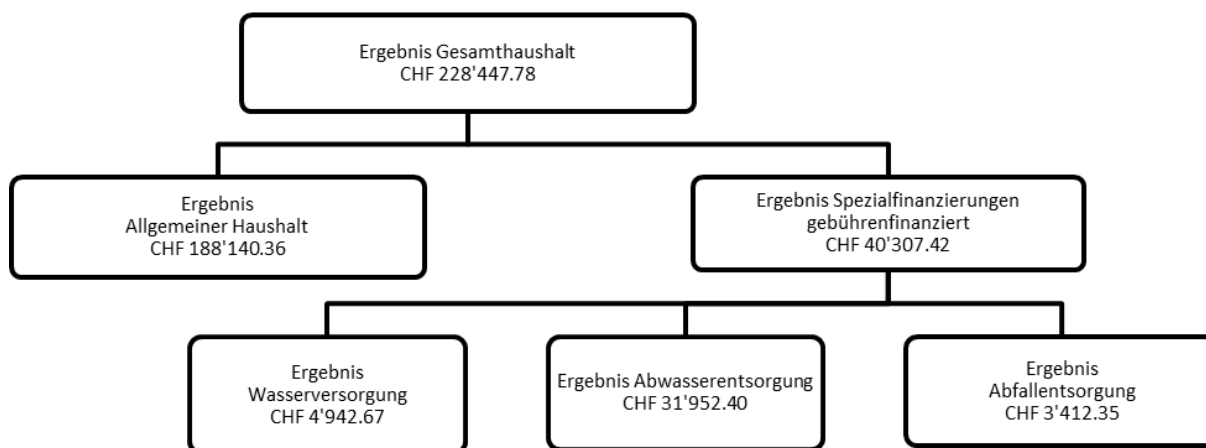 Ergebnis Gesamthaushalt
CHF 228'447.78
Ergebnis
Allgemeiner Haushalt
CHF 188'140.36
Ergebnis Spezialfinanzierungen
gebührenfinanziert
CHF 40'307.42
Ergebnis
Wasserversorgung
CHF 4'942.67
Ergebnis Abwasserentsorgung
CHF 31'952.40
Ergebnis
Abfallentsorgung
CHF 3'412.35